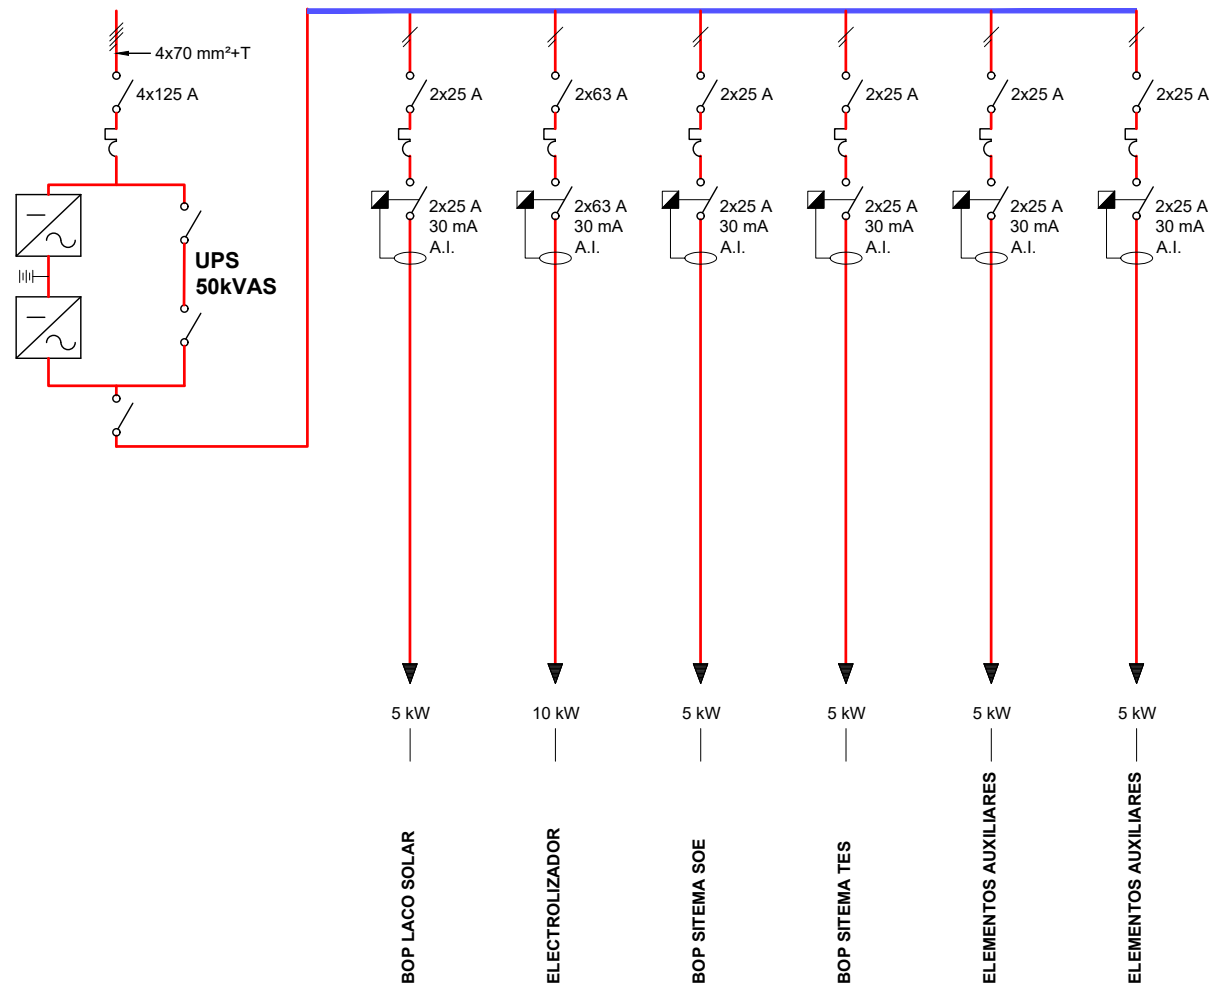 4x70 mm²+T
4x125 A
2x25 A
2x63 A
2x25 A
2x25 A
2x25 A
2x25 A
2x25 A
30 mA
A.I.
2x63 A
30 mA
A.I.
2x25 A
30 mA
A.I.
2x25 A
30 mA
A.I.
2x25 A
30 mA
A.I.
2x25 A
30 mA
A.I.
UPS
50kVAS
5 kW
10 kW
5 kW
5 kW
5 kW
5 kW
BOP LACO SOLAR
ELECTROLIZADOR
BOP SITEMA SOE
BOP SITEMA TES
ELEMENTOS AUXILIARES
ELEMENTOS AUXILIARES